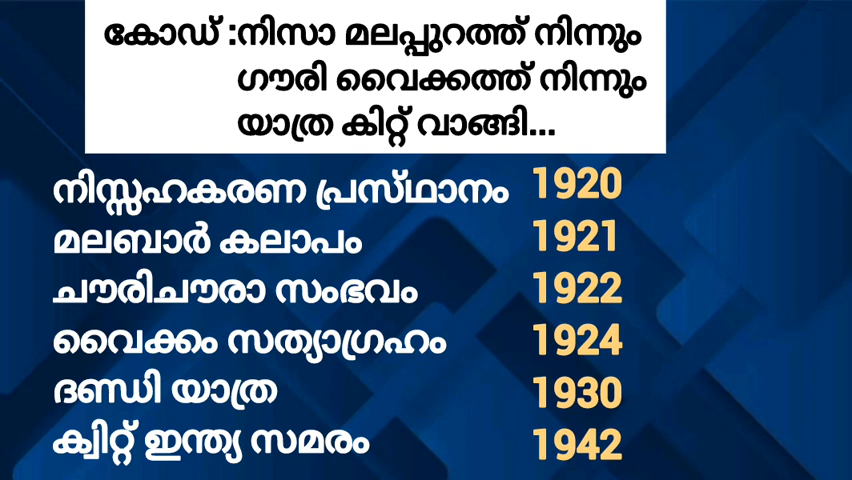 കോഡ് :നിസാ മലപ്പുറത്ത് നിന്നും
ഗൗരി വൈക്കത്ത് നിന്നും
യാത്ര കിറ്റ് വാങ്ങി...
നിസ്സഹകരണ പ്രസ്ഥാനം 1920
മലബാർ കലാപം 1921
ചൗരിചൗരാ സംഭവം 1922
വൈക്കം സത്യാഗ്രഹം 1924
ദണ്ഡി യാത്ര 1930
ക്വിറ്റ് ഇന്ത്യ സമരം 1942